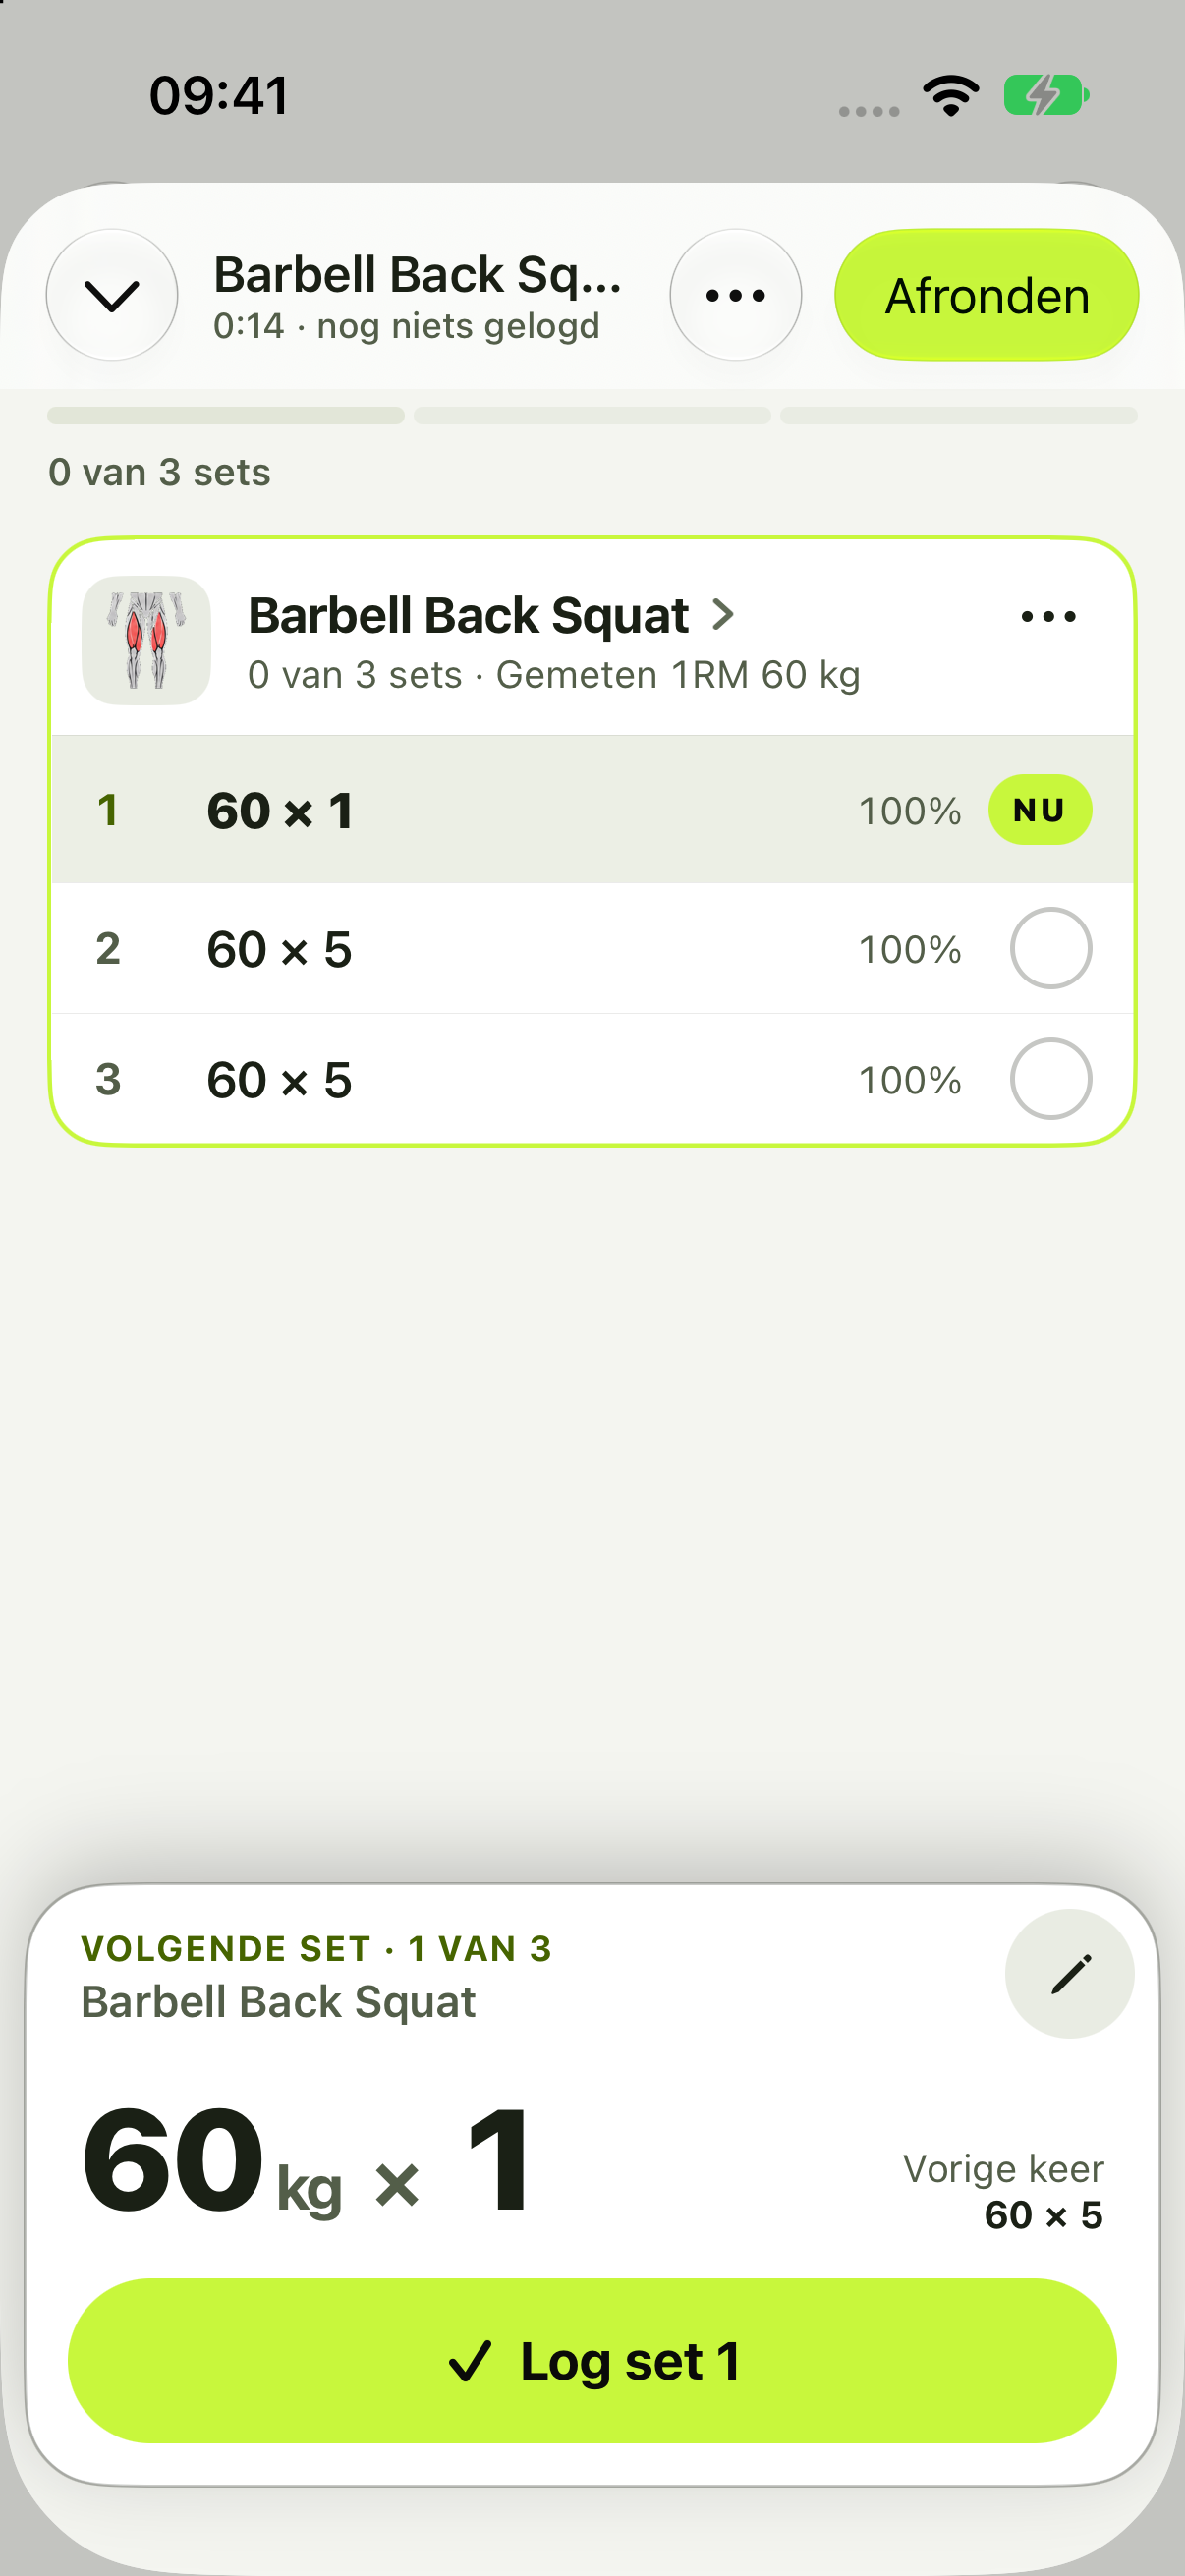 09:41
Barbell Back Sq...
0:14 · nog niets gelogd
Afronden
0 van 3 sets
Barbell Back Squat
0 van 3 sets · Gemeten 1RM 60 kg
1 60 × 1 100% NU
2 60 × 5 100%
3 60 × 5 100%
VOLGENDE SET · 1 VAN 3
Barbell Back Squat
60 kg × 1
Vorige keer
60 × 5
Log set 1